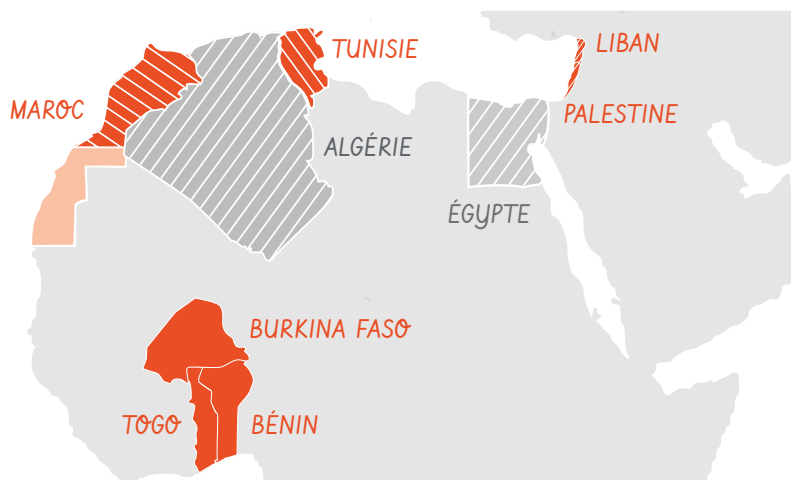 LIBAN
TUNISIE
MAROC
PALESTINE
ALGÉRIE
ÉGYPTE
BURKINA FASO
TOGO
BÉNIN